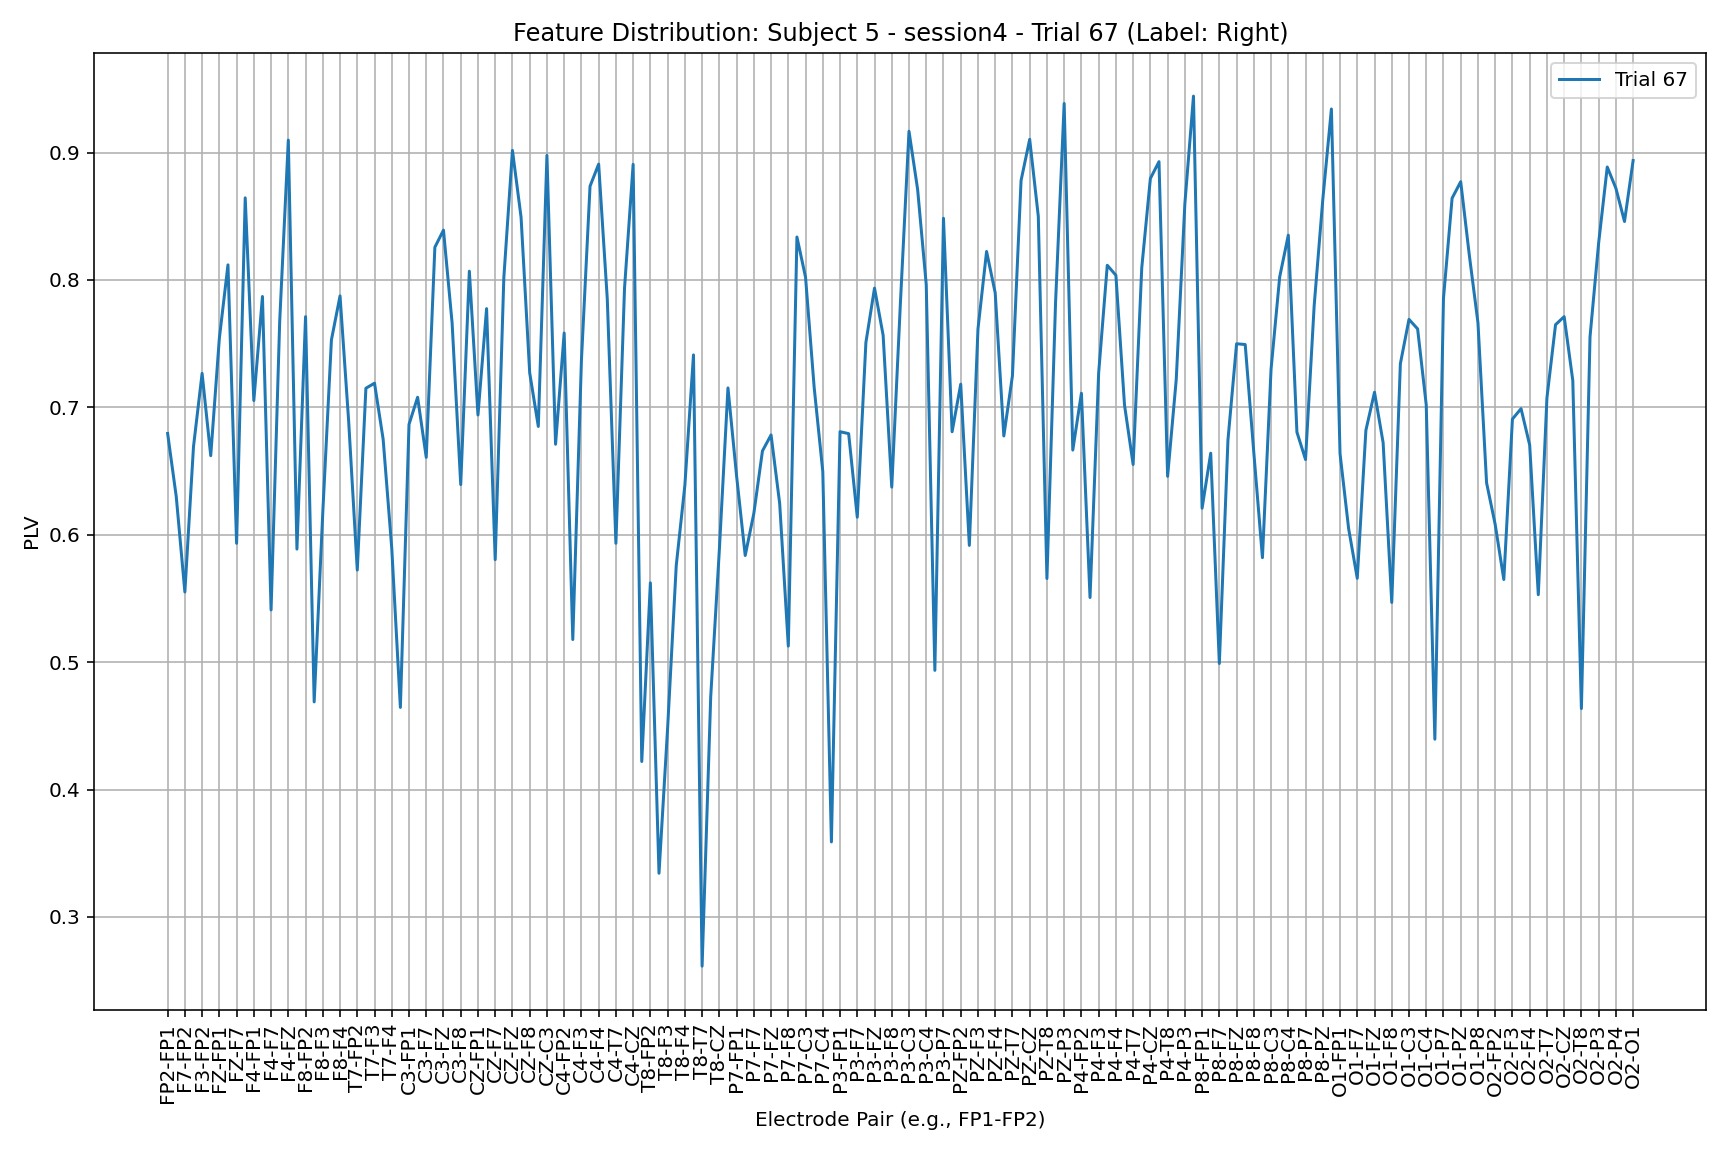 Feature Distribution: Subject 5 - session4 - Trial 67 (Label: Right)
Trial 67
PLV
0.9
0.8
0.7
0.6
0.5
0.4
0.3
FP2-FP1
F7-FP2
F3-FP2
FZ-FP1
FZ-F7
F4-FP1
F4-F7
F4-FZ
F8-FP2
F8-F3
F8-F4
T7-FP2
T7-F3
T7-F4
C3-FP1
C3-F7
C3-FZ
C3-F8
CZ-FP1
CZ-F7
CZ-FZ
CZ-F8
CZ-C3
C4-FP2
C4-F3
C4-F4
C4-T7
C4-CZ
T8-FP2
T8-F3
T8-F4
T8-T7
T8-CZ
P7-FP1
P7-F7
P7-FZ
P7-F8
P7-C3
P7-C4
P3-FP1
P3-F7
P3-FZ
P3-F8
P3-C3
P3-C4
P3-P7
PZ-FP2
PZ-F3
PZ-F4
PZ-T7
PZ-CZ
PZ-T8
PZ-P3
P4-FP2
P4-F3
P4-F4
P4-T7
P4-CZ
P4-T8
P4-P3
P8-FP1
P8-F7
P8-FZ
P8-F8
P8-C3
P8-C4
P8-P7
P8-PZ
O1-FP1
O1-F7
O1-FZ
O1-F8
O1-C3
O1-C4
O1-P7
O1-PZ
O1-P8
O2-FP2
O2-F3
O2-F4
O2-T7
O2-CZ
O2-T8
O2-P3
O2-P4
O2-O1
Electrode Pair (e.g., FP1-FP2)